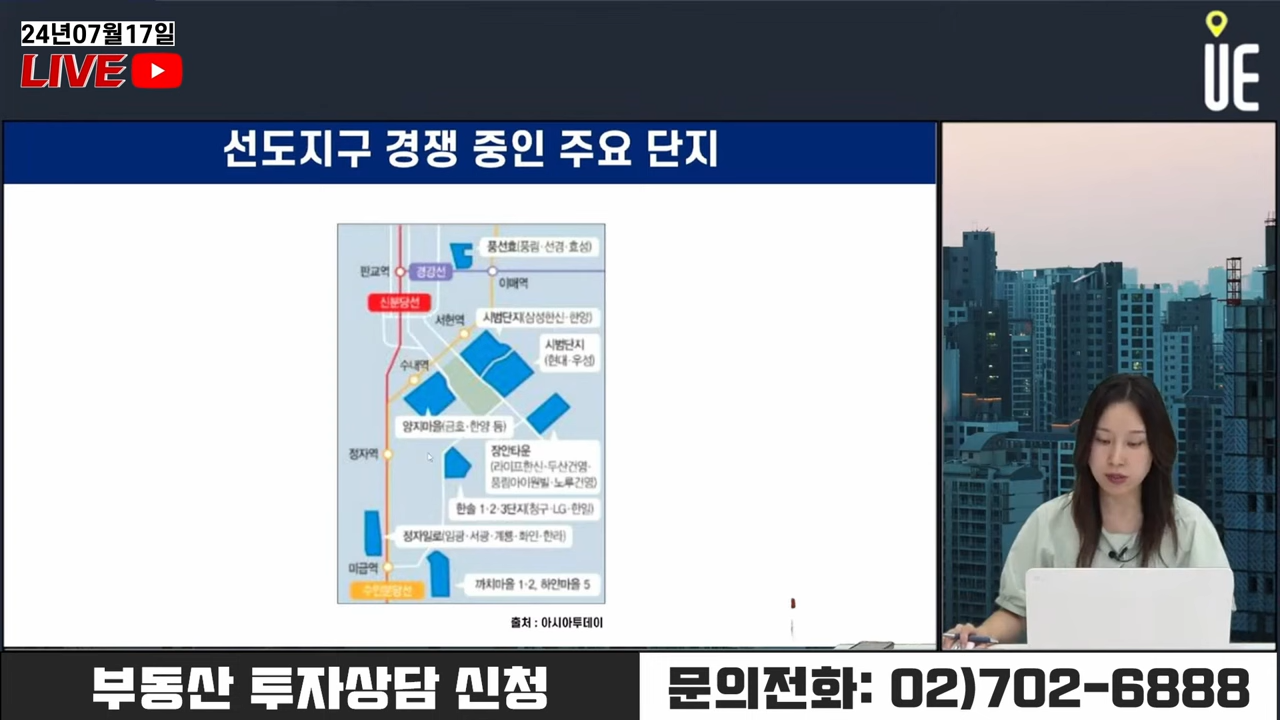 24년07월17일
LIVE
UE
선도지구 경쟁 중인 주요 단지
풍선효(풍림·선경·효성)
판교역
경강선
이매역
신분당선
서현역
시범단지(삼성한신·한양)
시범단지
(현대·우성)
수내역
양지마을(금호·한양 등)
정자역
장안타운
(라이프한신·두산건영·
풍림아이원빌·노루건영)
한솔 1·2·3단지(청구·LG·한일)
정자일로(임광·서광·계룡·화인·한라)
미금역
수인분당선
까치마을 1·2, 하얀마을 5
출처 : 아시아투데이
부동산 투자상담 신청
문의전화: 02)702-6888